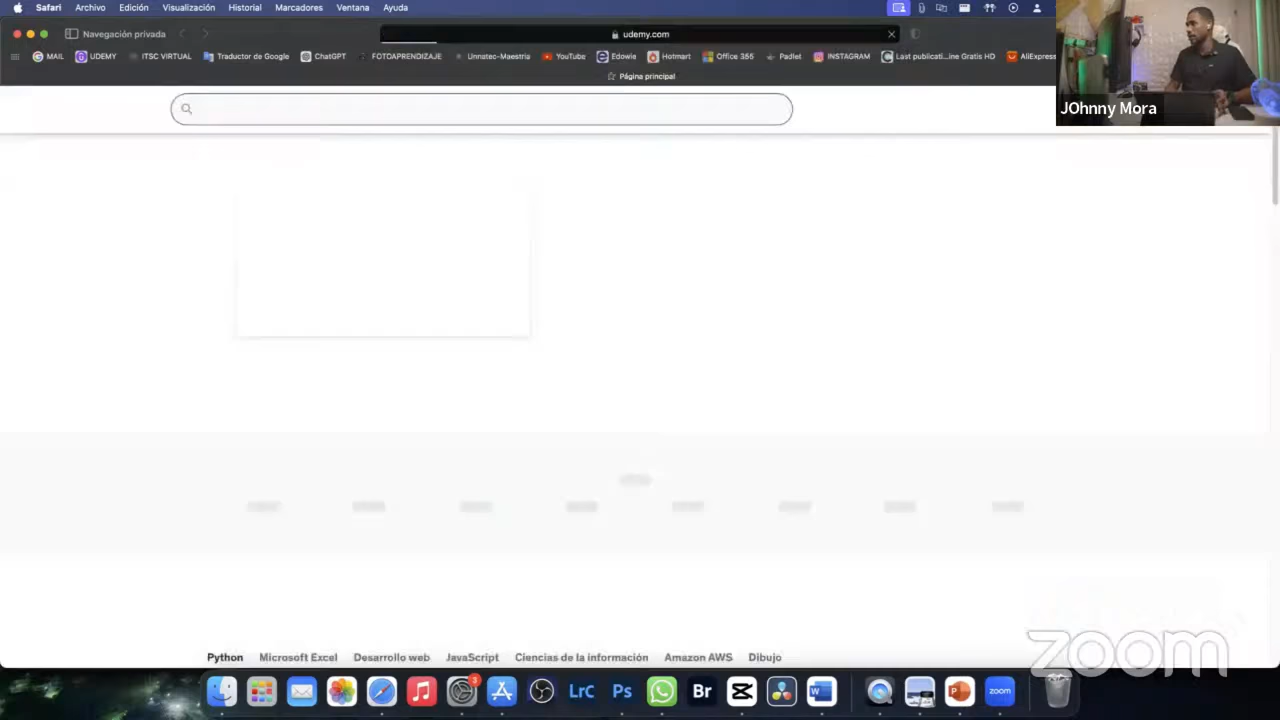 Safari Archivo Edición Visualización Historial Marcadores Ventana Ayuda
Navegación privada
udemy.com
MAIL UDEMY ITSC VIRTUAL Traductor de Google ChatGPT FOTOAPRENDIZAJE Unnatec-Maestria YouTube Edowie Hotmart Office 365 Padlet INSTAGRAM Last publicati...ine Gratis HD AliExpress
Página principal
JOhnny Mora
Python Microsoft Excel Desarrollo web JavaScript Ciencias de la información Amazon AWS Dibujo
zoom
3
LrC Ps Br W P zoom